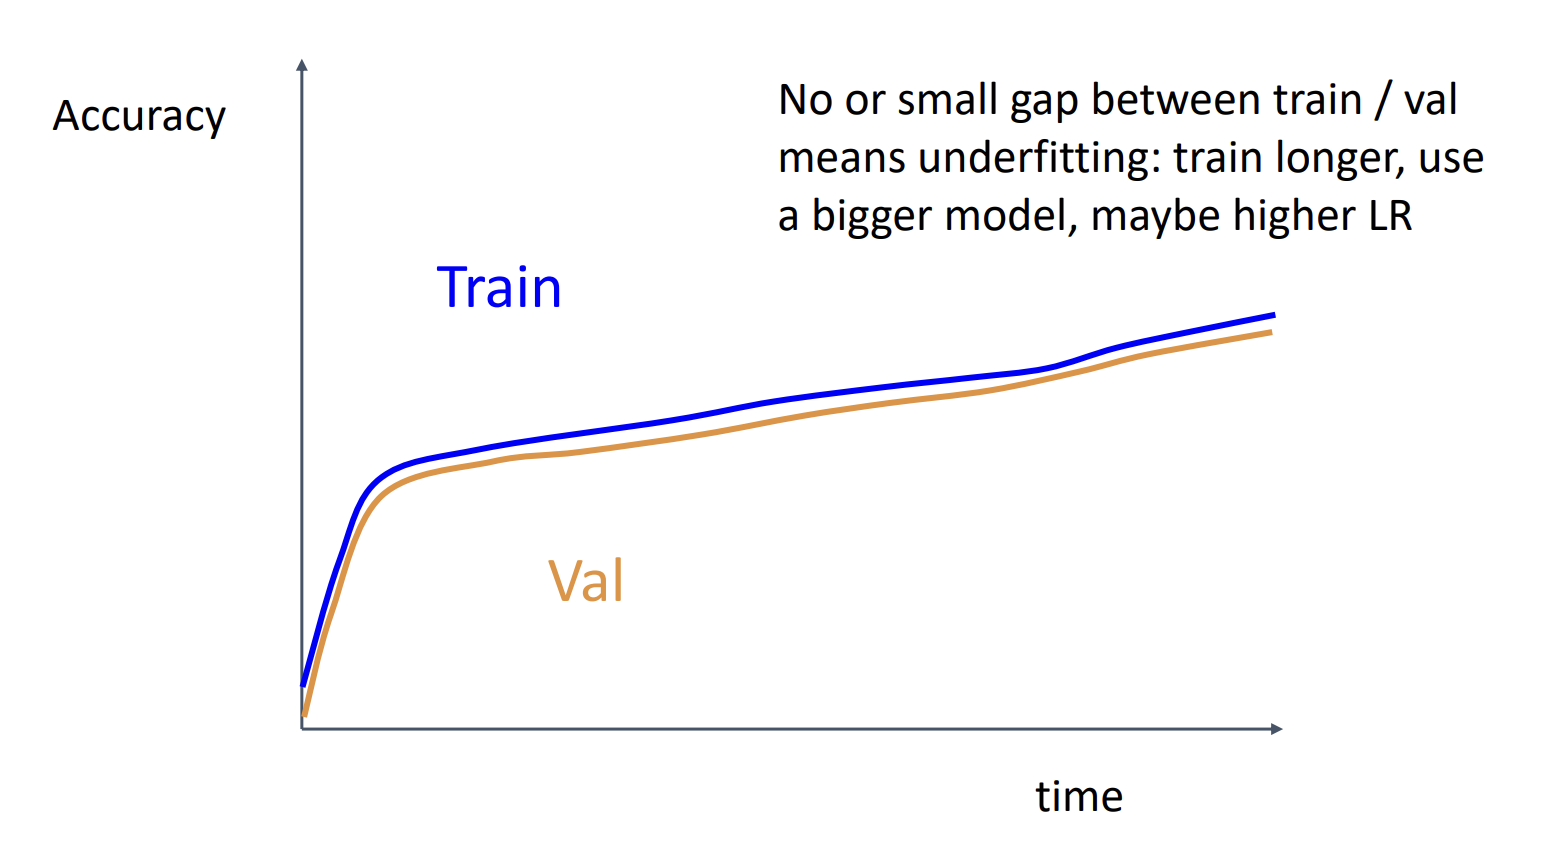 Accuracy
No or small gap between train / val
means underfitting: train longer, use
a bigger model, maybe higher LR
Train
Val
time